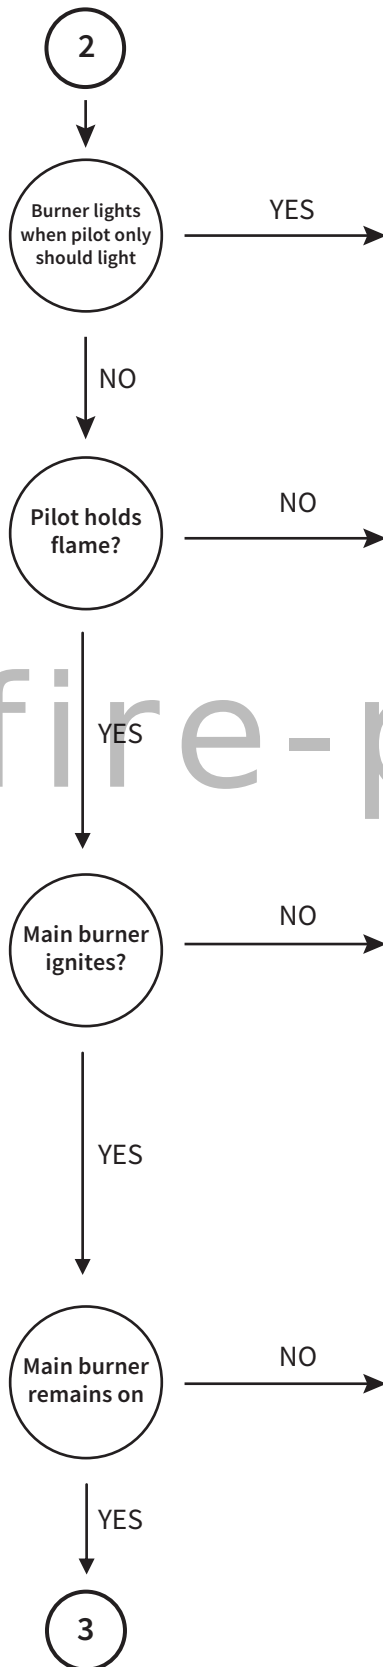 2
Burner lights
when pilot only
should light
YES
NO
Pilot holds
flame?
NO
fire-p
YES
Main burner
ignites?
NO
YES
Main burner
remains on
NO
YES
3